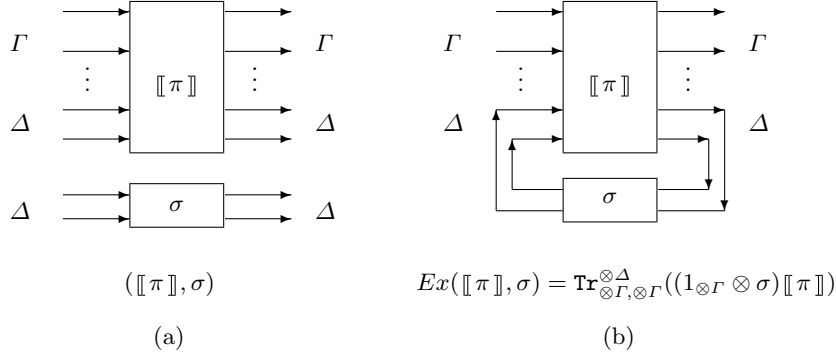 Γ Γ Γ Γ
⋮ ⟦ π ⟧ ⋮ ⋮ ⟦ π ⟧ ⋮
Δ Δ Δ Δ
Δ σ Δ σ
(⟦ π ⟧, σ) Ex(⟦ π ⟧, σ) = Tr^{⊗Δ}_{⊗Γ,⊗Γ}((1_{⊗Γ} ⊗ σ)⟦ π ⟧)
(a) (b)